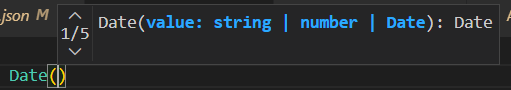 .json M
1/5 Date(value: string | number | Date): Date
Date()